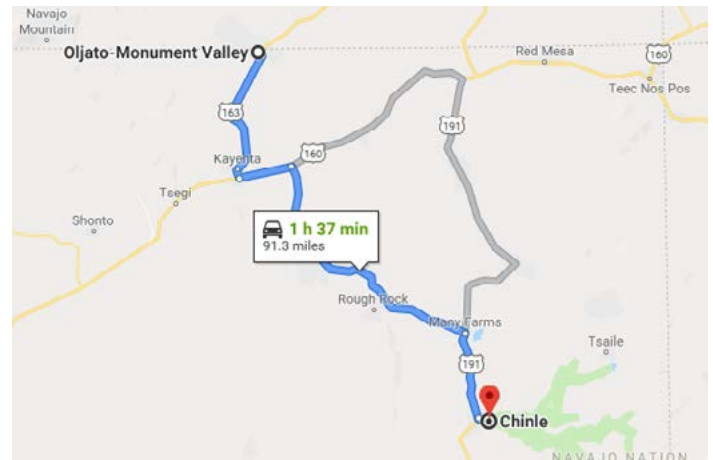 Navajo
Mountain
Oljato-Monument Valley
Red Mesa
160
Teec Nos Pos
163
191
Kayenta
160
Tsegi
Shonto
1 h 37 min
91.3 miles
Rough Rock
Many Farms
Tsaile
191
Chinle
NAVAJO NATION